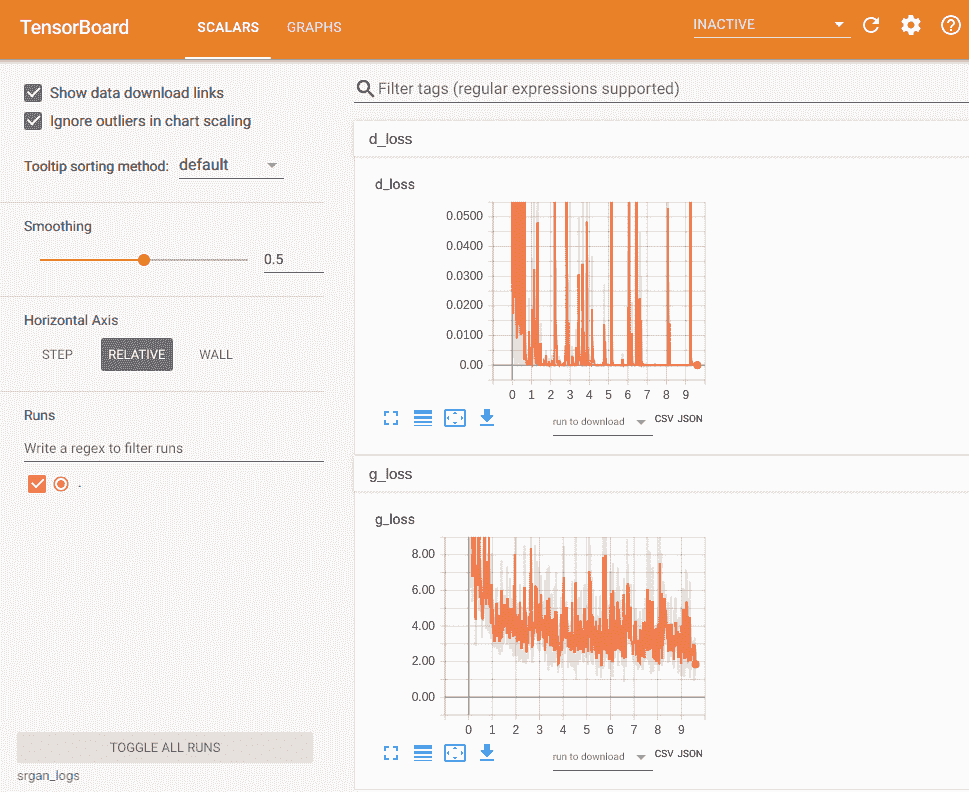 TensorBoard SCALARS GRAPHS INACTIVE
Show data download links
Ignore outliers in chart scaling
Tooltip sorting method: default
Smoothing
0.5
Horizontal Axis
STEP RELATIVE WALL
Runs
Write a regex to filter runs
.
TOGGLE ALL RUNS
srgan_logs
Filter tags (regular expressions supported)
d_loss
d_loss
0.0500
0.0400
0.0300
0.0200
0.0100
0.00
0 1 2 3 4 5 6 7 8 9
run to download CSV JSON
g_loss
g_loss
8.00
6.00
4.00
2.00
0.00
0 1 2 3 4 5 6 7 8 9
run to download CSV JSON